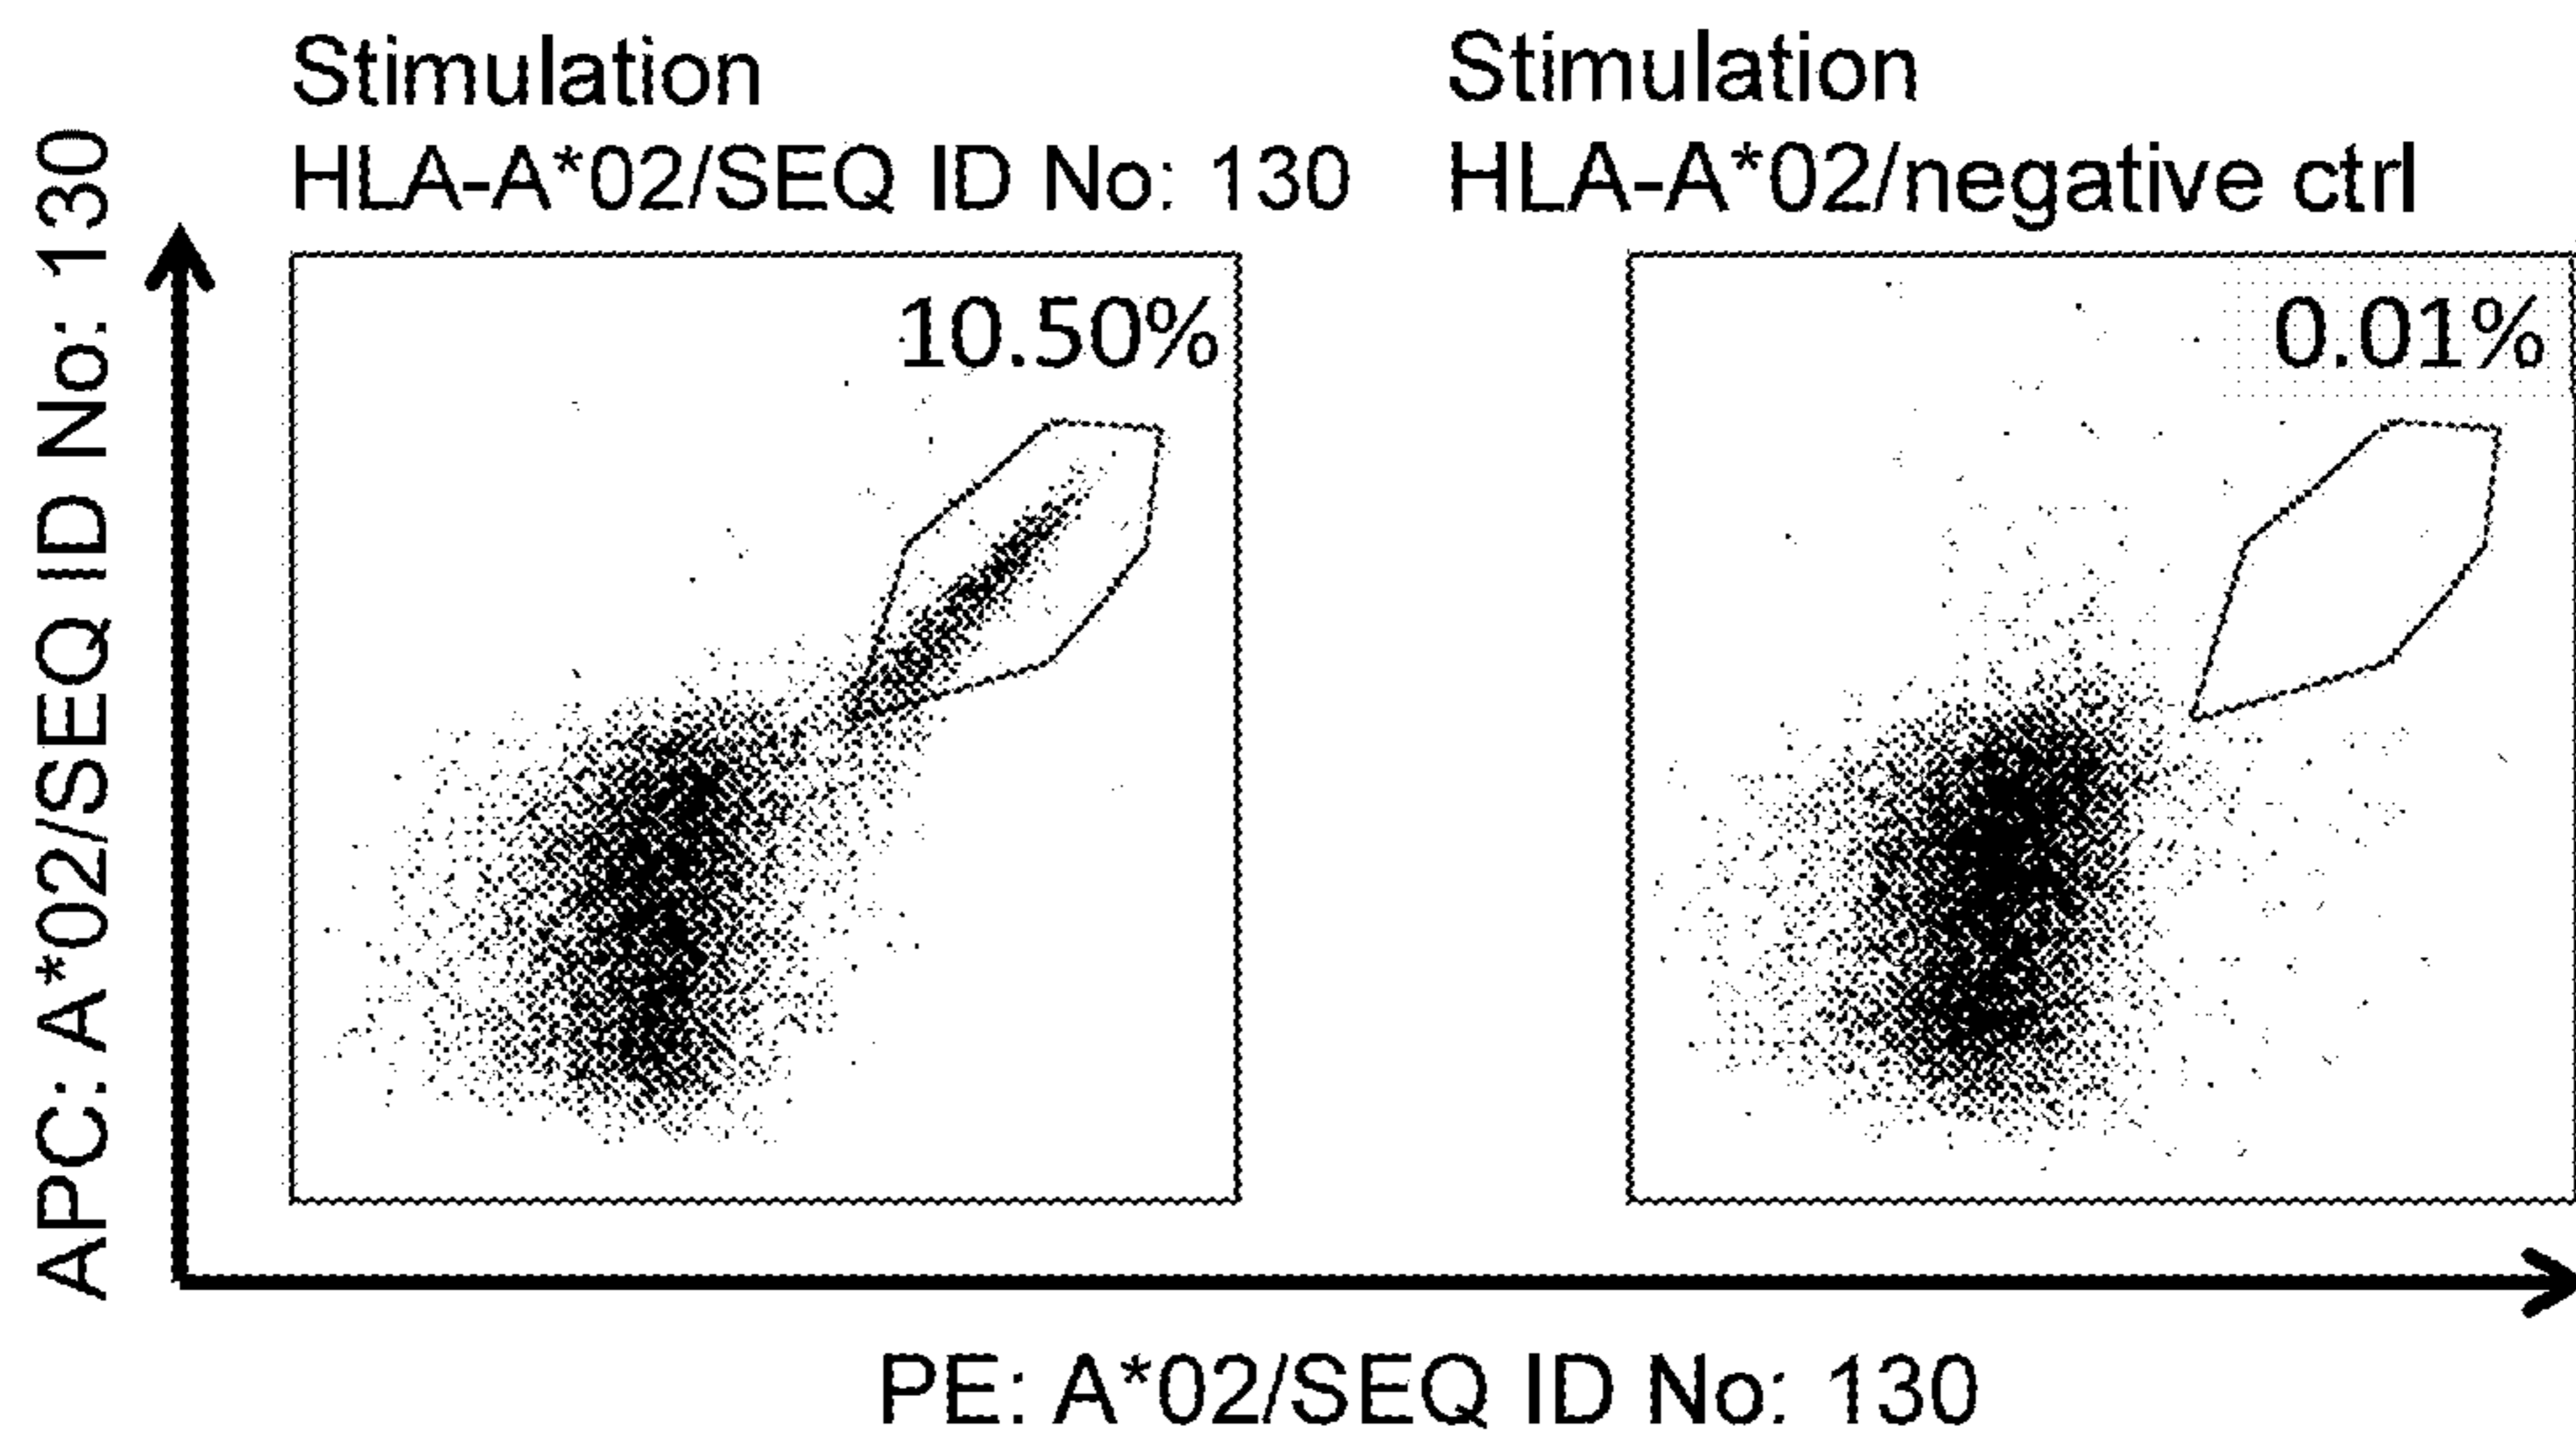 Stimulation
HLA-A*02/SEQ ID No: 130
Stimulation
HLA-A*02/negative ctrl
APC: A*02/SEQ ID No: 130
10.50%
0.01%
PE: A*02/SEQ ID No: 130